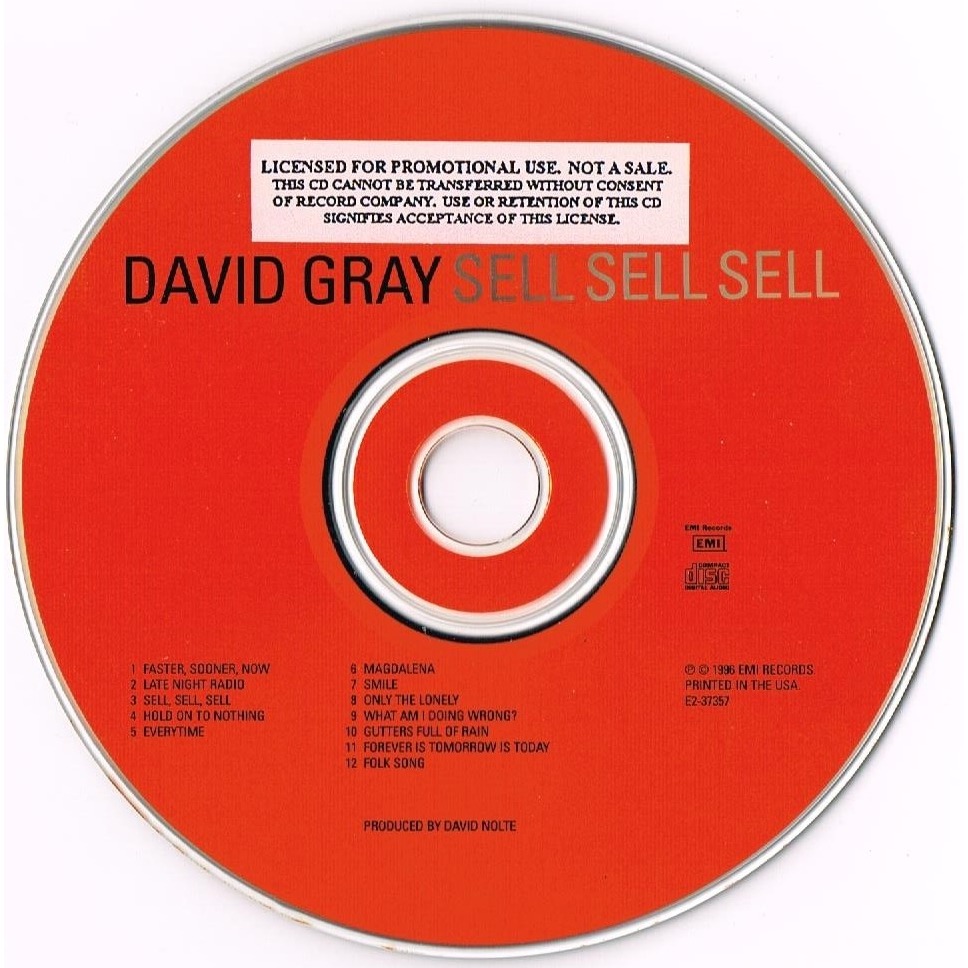 LICENSED FOR PROMOTIONAL USE. NOT A SALE.
THIS CD CANNOT BE TRANSFERRED WITHOUT CONSENT
OF RECORD COMPANY. USE OR RETENTION OF THIS CD
SIGNIFIES ACCEPTANCE OF THIS LICENSE.
DAVID GRAY SELL SELL SELL
EMI Records
EMI
COMPACT
disc
DIGITAL AUDIO
1 FASTER, SOONER, NOW
2 LATE NIGHT RADIO
3 SELL, SELL, SELL
4 HOLD ON TO NOTHING
5 EVERYTIME
6 MAGDALENA
7 SMILE
8 ONLY THE LONELY
9 WHAT AM I DOING WRONG?
10 GUTTERS FULL OF RAIN
11 FOREVER IS TOMORROW IS TODAY
12 FOLK SONG
℗ © 1996 EMI RECORDS.
PRINTED IN THE USA.
E2-37357
PRODUCED BY DAVID NOLTE